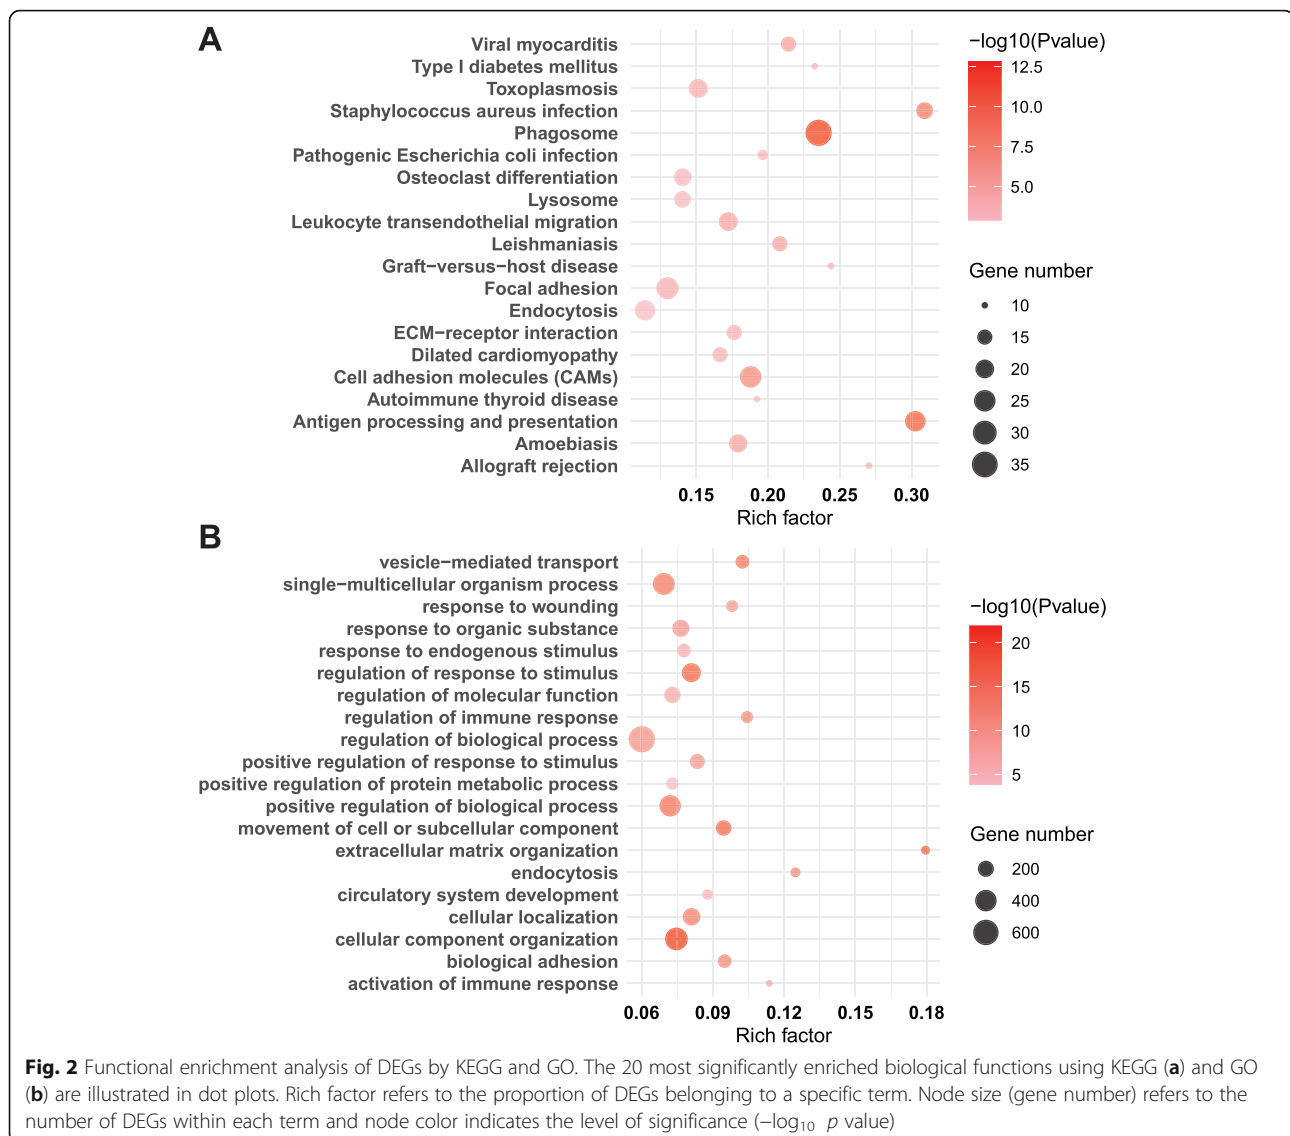 A
Viral myocarditis
Type I diabetes mellitus
Toxoplasmosis
Staphylococcus aureus infection
Phagosome
Pathogenic Escherichia coli infection
Osteoclast differentiation
Lysosome
Leukocyte transendothelial migration
Leishmaniasis
Graft−versus−host disease
Focal adhesion
Endocytosis
ECM−receptor interaction
Dilated cardiomyopathy
Cell adhesion molecules (CAMs)
Autoimmune thyroid disease
Antigen processing and presentation
Amoebiasis
Allograft rejection
0.15 0.20 0.25 0.30
Rich factor
−log10(Pvalue)
12.5
10.0
7.5
5.0
Gene number
10
15
20
25
30
35
B
vesicle−mediated transport
single−multicellular organism process
response to wounding
response to organic substance
response to endogenous stimulus
regulation of response to stimulus
regulation of molecular function
regulation of immune response
regulation of biological process
positive regulation of response to stimulus
positive regulation of protein metabolic process
positive regulation of biological process
movement of cell or subcellular component
extracellular matrix organization
endocytosis
circulatory system development
cellular localization
cellular component organization
biological adhesion
activation of immune response
0.06 0.09 0.12 0.15 0.18
Rich factor
−log10(Pvalue)
20
15
10
5
Gene number
200
400
600
Fig. 2 Functional enrichment analysis of DEGs by KEGG and GO. The 20 most significantly enriched biological functions using KEGG (a) and GO
(b) are illustrated in dot plots. Rich factor refers to the proportion of DEGs belonging to a specific term. Node size (gene number) refers to the
number of DEGs within each term and node color indicates the level of significance (−log₁₀ p value)